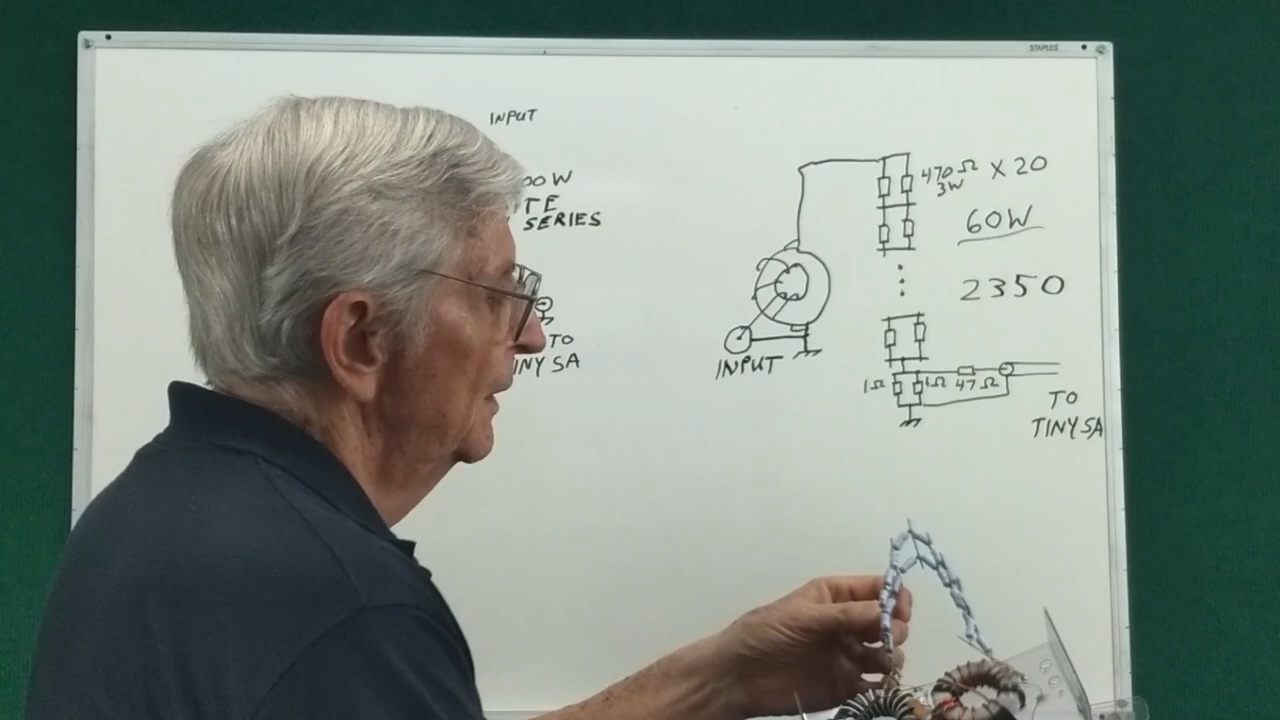 STAPLES
INPUT
00W
TE
SERIES
TO
INY SA
470Ω X 20
3W
60W
2350
INPUT
1Ω 1Ω 47Ω
TO
TINY SA